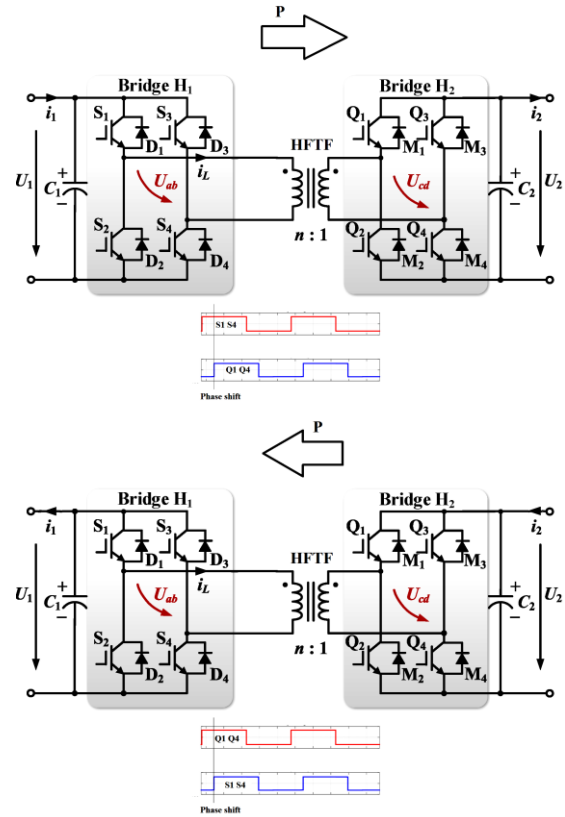 P
Bridge H1 Bridge H2
i1 S1 S3 Q1 Q3 i2
D1 D3 HFTF M1 M3
U1 C1 + − Uab iL Ucd C2 + − U2
S2 S4 n : 1 Q2 Q4
D2 D4 M2 M4
S1 S4
Q1 Q4
Phase shift
P
Bridge H1 Bridge H2
i1 S1 S3 Q1 Q3 i2
D1 D3 HFTF M1 M3
U1 C1 + − Uab iL Ucd C2 + − U2
S2 S4 n : 1 Q2 Q4
D2 D4 M2 M4
Q1 Q4
S1 S4
Phase shift